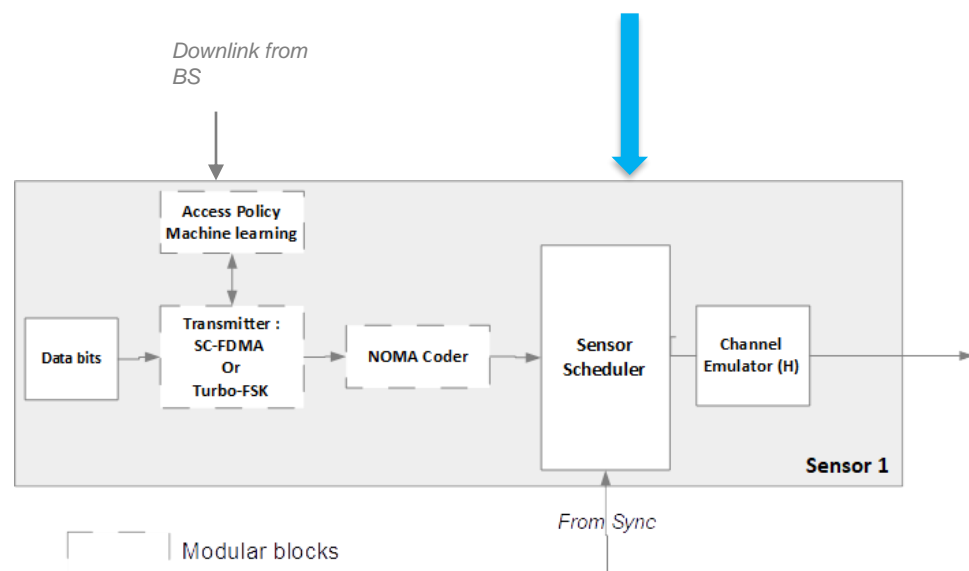 Downlink from
BS
Access Policy
Machine learning
Data bits
Transmitter :
SC-FDMA
Or
Turbo-FSK
NOMA Coder
Sensor
Scheduler
Channel
Emulator (H)
Sensor 1
From Sync
Modular blocks